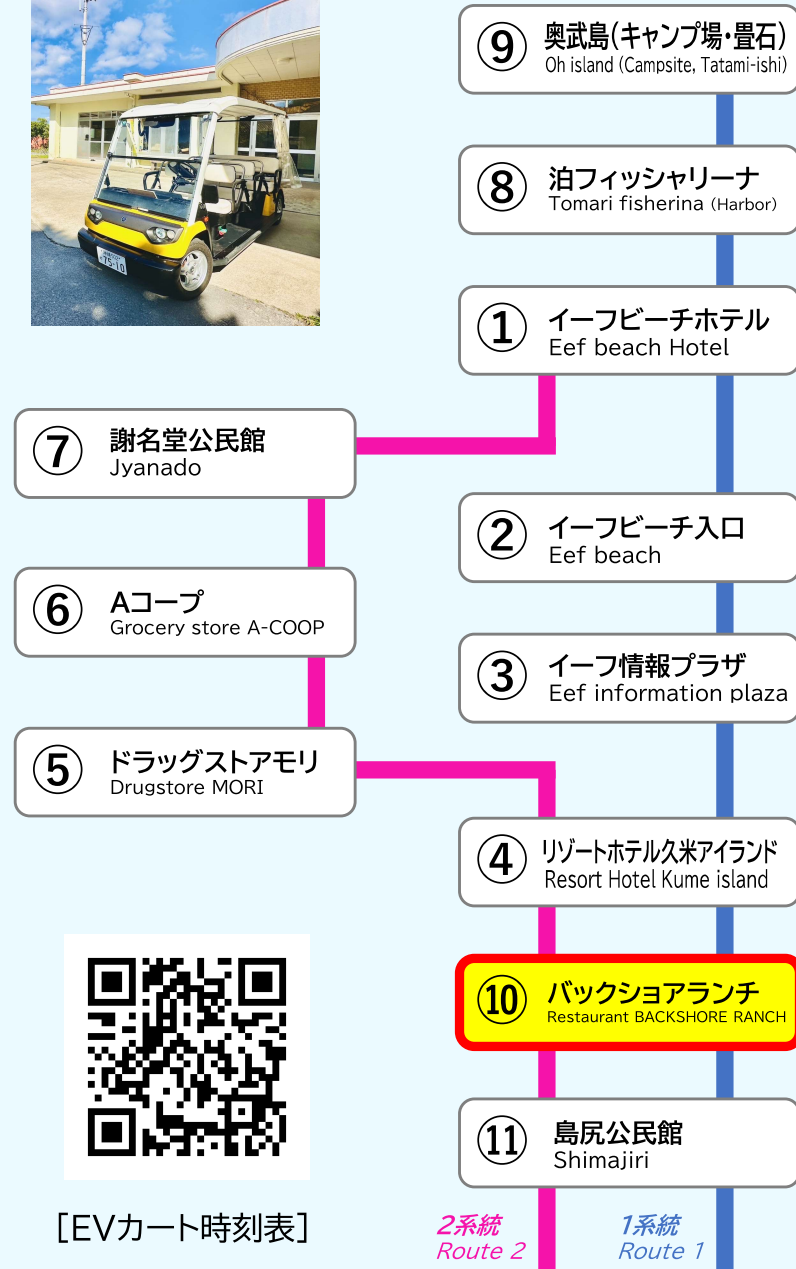 ⑨ 奥武島(キャンプ場・畳石)
Oh island (Campsite, Tatami-ishi)
⑧ 泊フィッシャリーナ
Tomari fisherina (Harbor)
① イーフビーチホテル
Eef beach Hotel
⑦ 謝名堂公民館
Jyanado
② イーフビーチ入口
Eef beach
⑥ Aコープ
Grocery store A-COOP
③ イーフ情報プラザ
Eef information plaza
⑤ ドラッグストアモリ
Drugstore MORI
④ リゾートホテル久米アイランド
Resort Hotel Kume island
⑩ バックショアランチ
Restaurant BACKSHORE RANCH
⑪ 島尻公民館
Shimajiri
[EVカート時刻表]
2系統
Route 2
1系統
Route 1
75-10